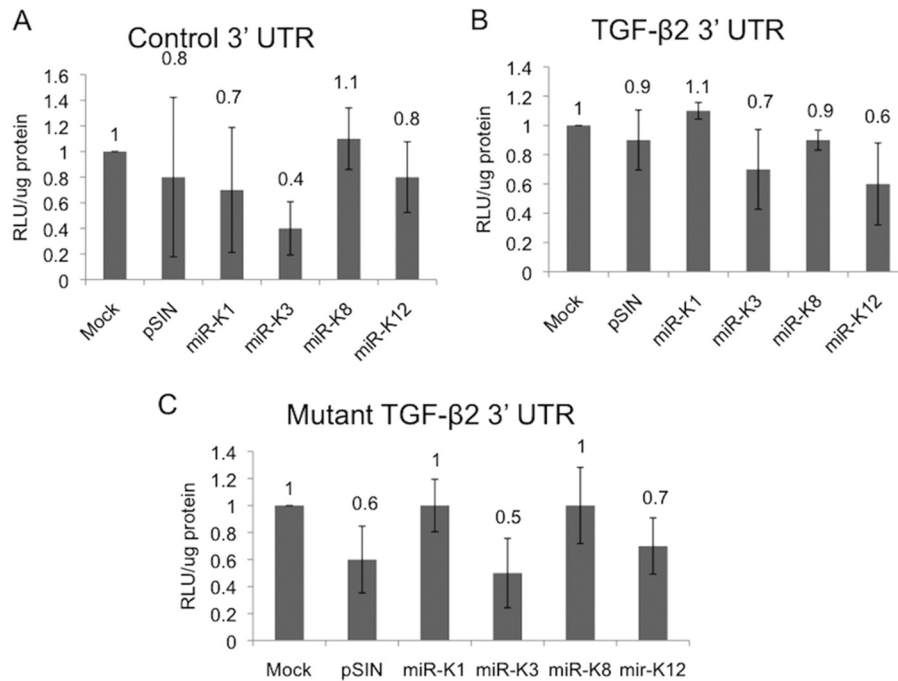 A
Control 3' UTR
RLU/ug protein
1.6
1.4
1.2
1
0.8
0.6
0.4
0.2
0
1
0.8
0.7
0.4
1.1
0.8
Mock
pSIN
miR-K1
miR-K3
miR-K8
miR-K12
B
TGF-β2 3' UTR
RLU/ug protein
1.4
1.2
1
0.8
0.6
0.4
0.2
0
1
0.9
1.1
0.7
0.9
0.6
Mock
pSIN
miR-K1
miR-K3
miR-K8
miR-K12
C
Mutant TGF-β2 3' UTR
RLU/ug protein
1.4
1.2
1
0.8
0.6
0.4
0.2
0
1
0.6
1
0.5
1
0.7
Mock
pSIN
miR-K1
miR-K3
miR-K8
mir-K12